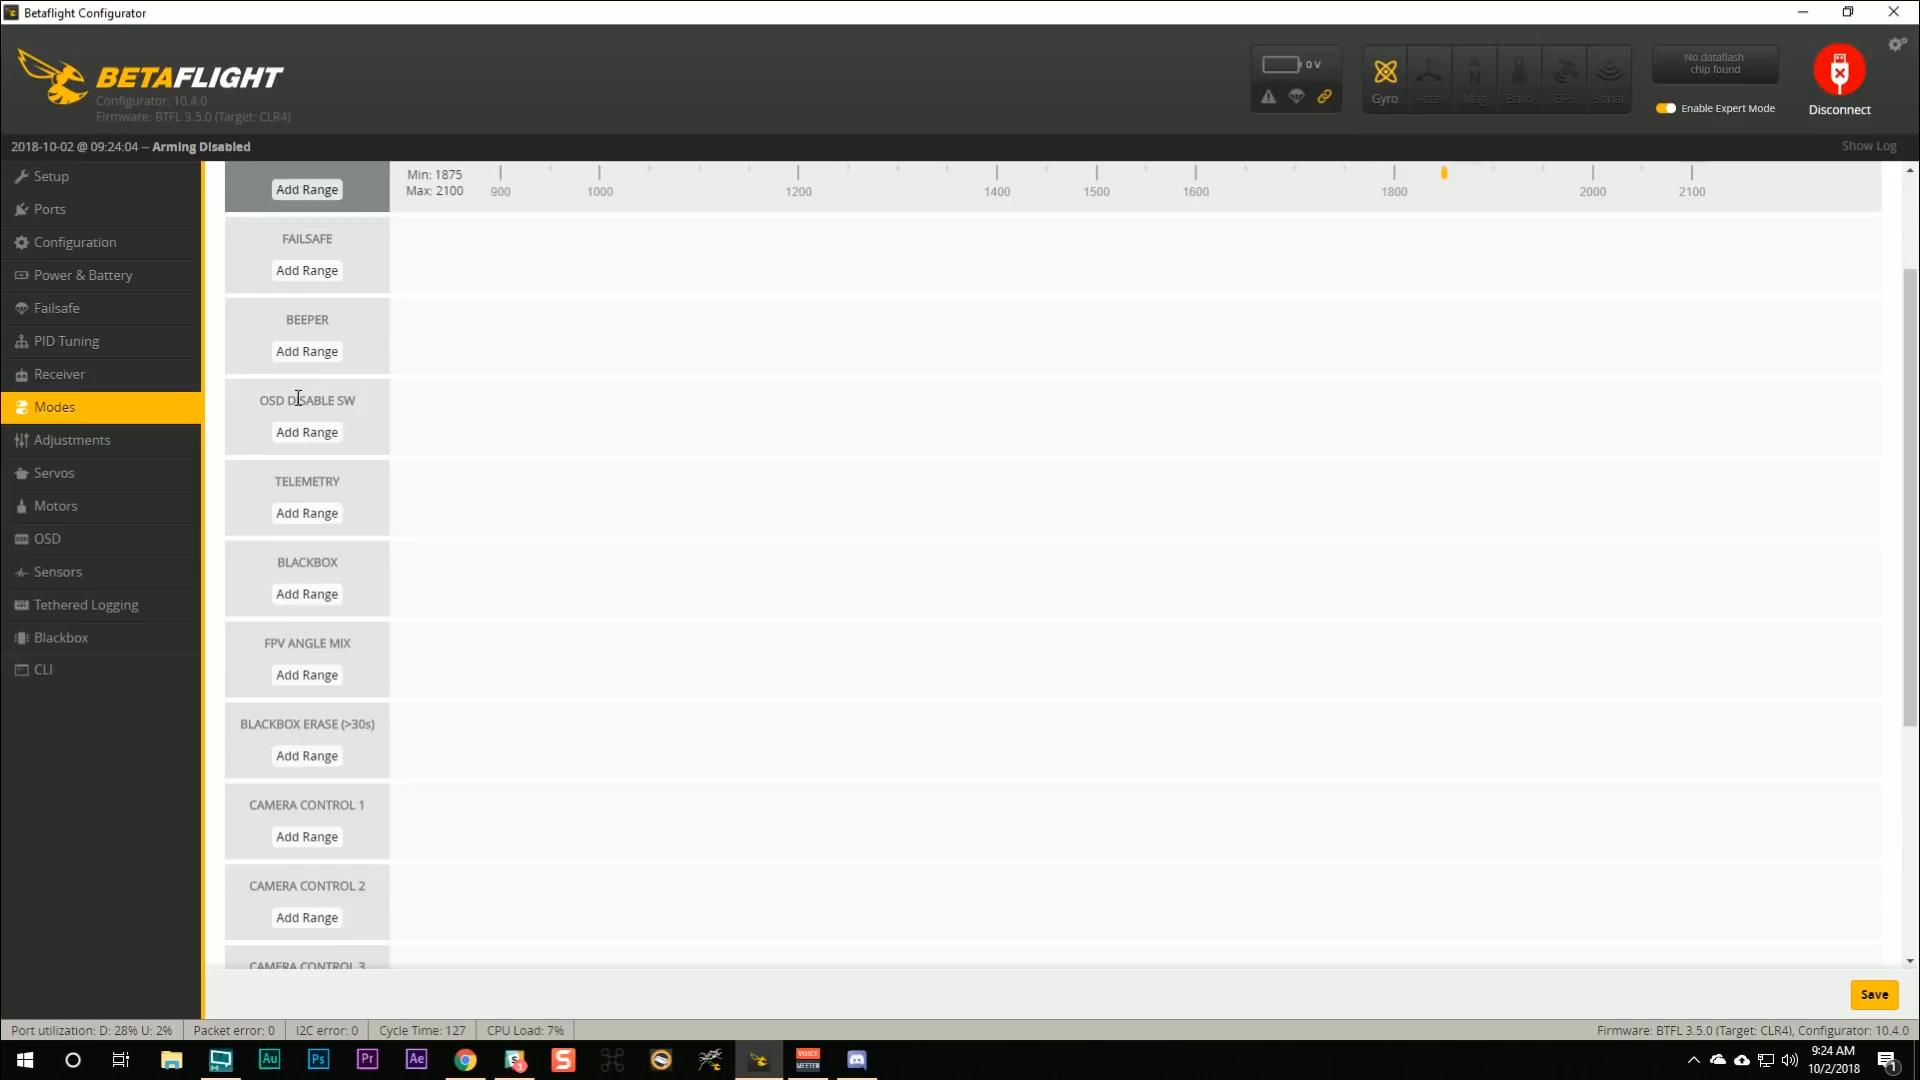 Betaflight Configurator
BETAFLIGHT
Configurator: 10.4.0
Firmware: BTFL 3.5.0 (Target: CLR4)
0 V
Gyro
Accel
Mag
Baro
GPS
Sonar
No dataflash
chip found
Enable Expert Mode
Disconnect
2018-10-02 @ 09:24:04 -- Arming Disabled
Show Log
Setup
Ports
Configuration
Power & Battery
Failsafe
PID Tuning
Receiver
Modes
Adjustments
Servos
Motors
OSD
Sensors
Tethered Logging
Blackbox
CLI
Add Range
Min: 1875
Max: 2100
900 1000 1200 1400 1500 1600 1800 2000 2100
FAILSAFE
Add Range
BEEPER
Add Range
OSD DISABLE SW
Add Range
TELEMETRY
Add Range
BLACKBOX
Add Range
FPV ANGLE MIX
Add Range
BLACKBOX ERASE (>30s)
Add Range
CAMERA CONTROL 1
Add Range
CAMERA CONTROL 2
Add Range
CAMERA CONTROL 3
Save
Port utilization: D: 28% U: 2% Packet error: 0 I2C error: 0 Cycle Time: 127 CPU Load: 7% Firmware: BTFL 3.5.0 (Target: CLR4), Configurator: 10.4.0
Au Ps Pr Ae S VOICE
MEETER
9:24 AM
10/2/2018
1